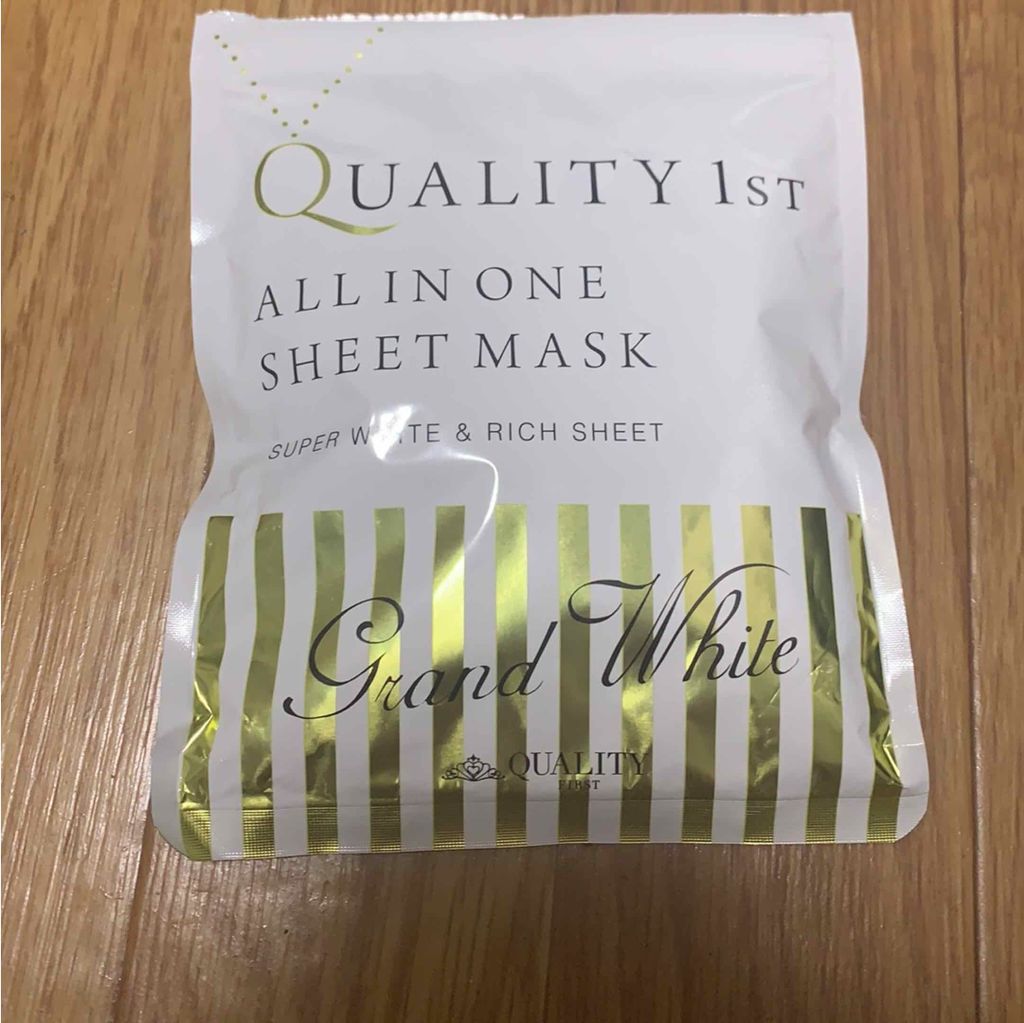 QUALITY 1ST
ALL IN ONE
SHEET MASK
SUPER WHITE & RICH SHEET
Grand White
QUALITY
FIRST